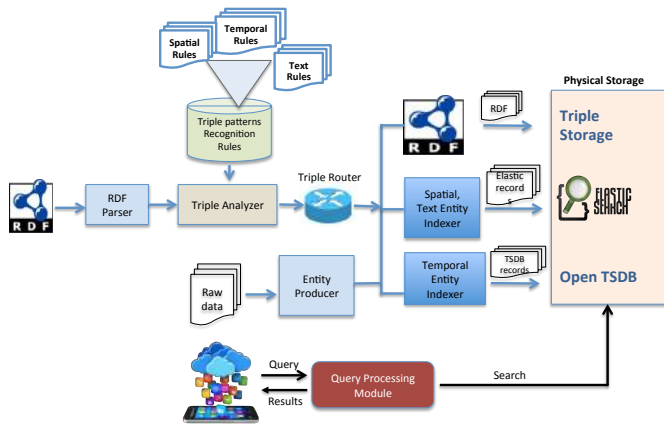 Spatial
Rules
Temporal
Rules
Text
Rules
Triple patterns
Recognition
Rules
RDF
RDF
Parser
Triple Analyzer
Triple Router
RDF
RDF
Spatial,
Text Entity
Indexer
Elastic
record
s
Temporal
Entity
Indexer
TSDB
records
Raw
data
Entity
Producer
Physical Storage
Triple
Storage
ELASTIC
SEARCH
Open TSDB
Query
Results
Query Processing
Module
Search